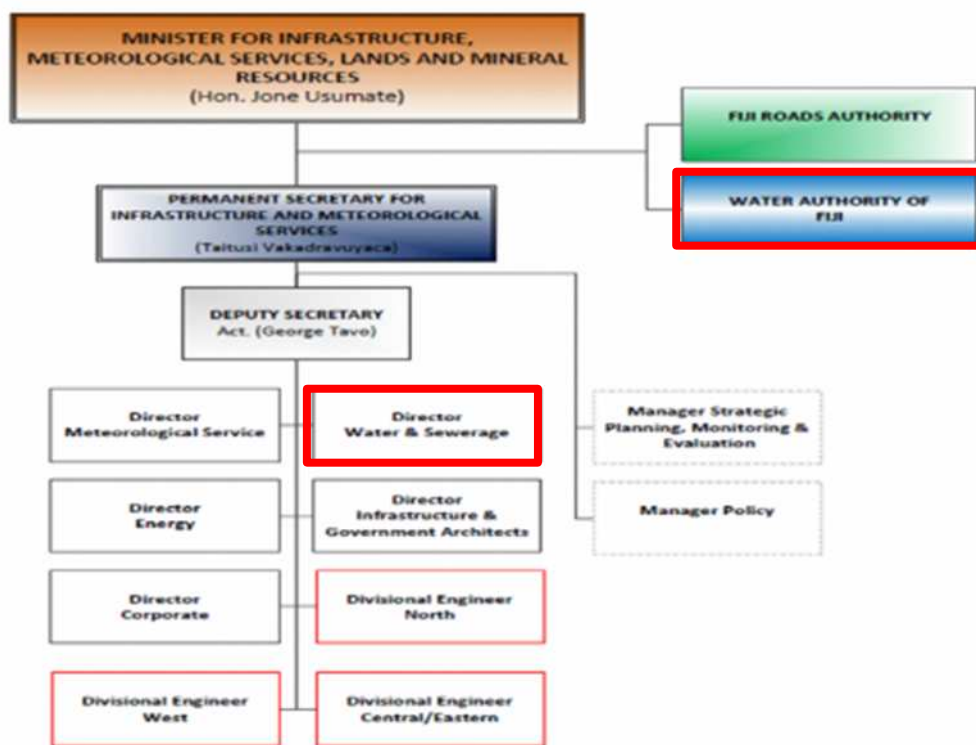 MINISTER FOR INFRASTRUCTURE,
METEOROLOGICAL SERVICES, LANDS AND MINERAL
RESOURCES
(Hon. Jone Usumate)
FIJI ROADS AUTHORITY
WATER AUTHORITY OF
FIJI
PERMANENT SECRETARY FOR
INFRASTRUCTURE AND METEOROLOGICAL
SERVICES
(Taitusi Vakadravuyaca)
DEPUTY SECRETARY
Act. (George Tavo)
Director
Meteorological Service
Director
Water & Sewerage
Manager Strategic
Planning, Monitoring &
Evaluation
Director
Energy
Director
Infrastructure &
Government Architects
Manager Policy
Director
Corporate
Divisional Engineer
North
Divisional Engineer
West
Divisional Engineer
Central/Eastern